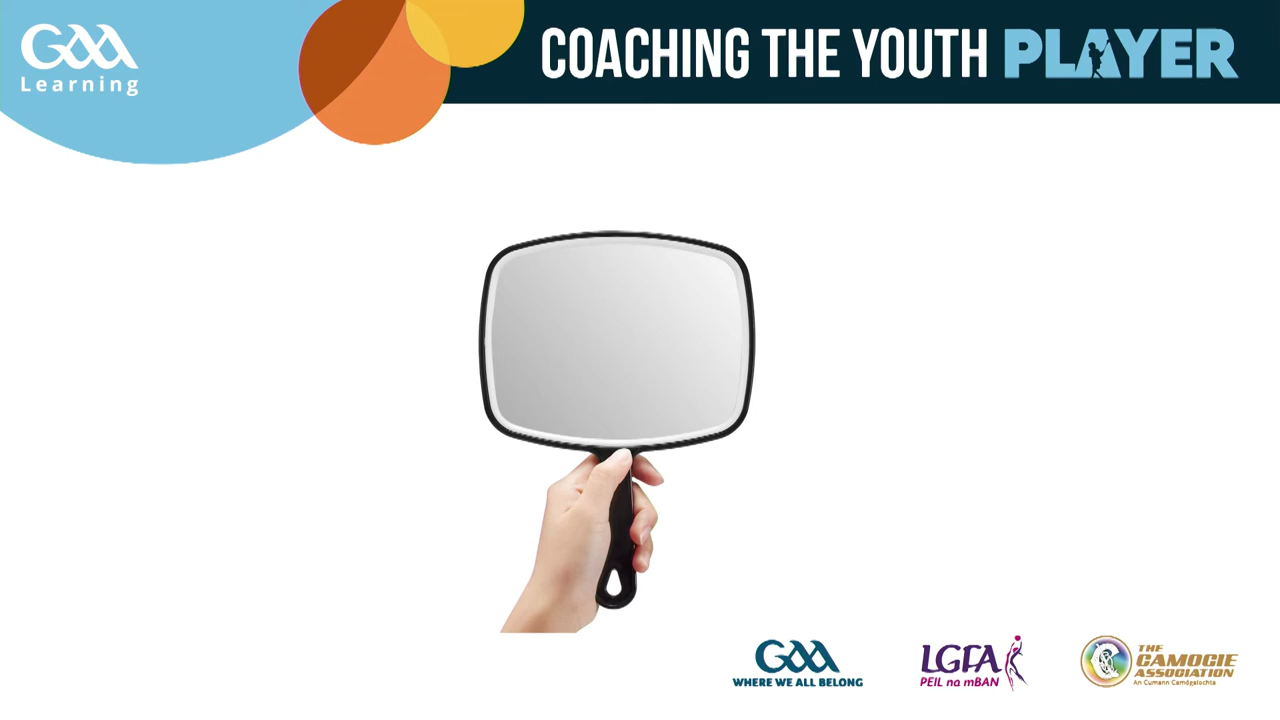 GAA
Learning
COACHING THE YOUTH PLAYER
GAA
WHERE WE ALL BELONG
LGFA
PEIL na mBAN
THE
CAMOGIE
ASSOCIATION
An Cumann Camógaíochta